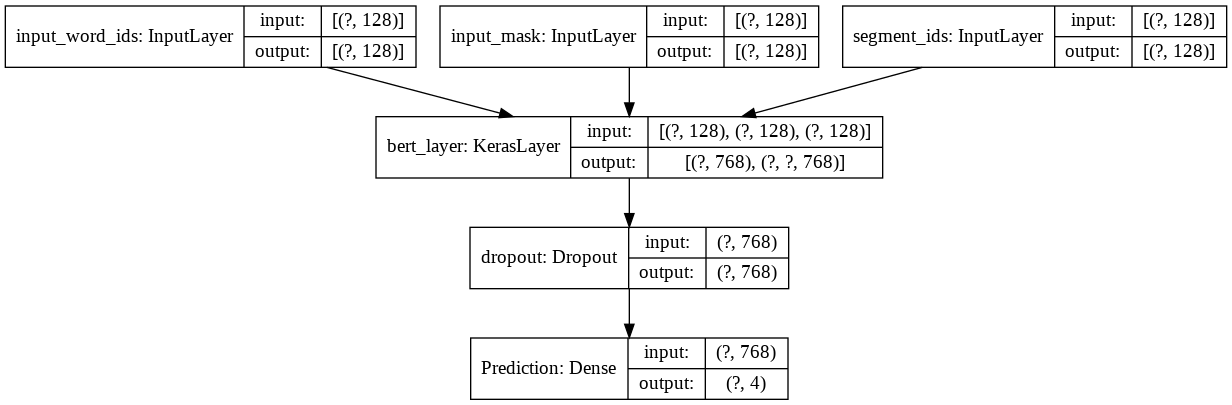 input_word_ids: InputLayer
input: [(?, 128)]
output: [(?, 128)]
input_mask: InputLayer
input: [(?, 128)]
output: [(?, 128)]
segment_ids: InputLayer
input: [(?, 128)]
output: [(?, 128)]
bert_layer: KerasLayer
input: [(?, 128), (?, 128), (?, 128)]
output: [(?, 768), (?, ?, 768)]
dropout: Dropout
input: (?, 768)
output: (?, 768)
Prediction: Dense
input: (?, 768)
output: (?, 4)